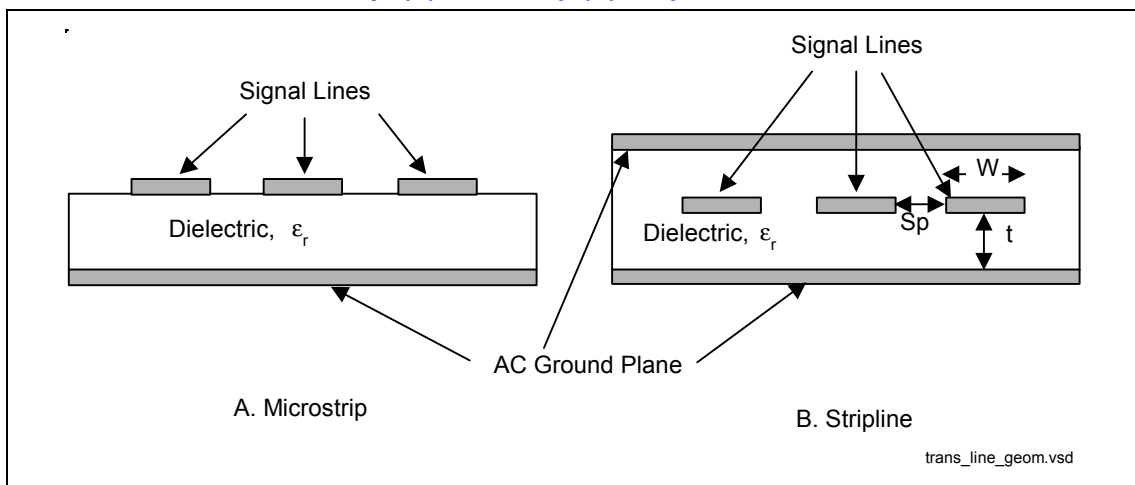 Signal Lines
Signal Lines
W
Sp
t
Dielectric, εr
Dielectric, εr
AC Ground Plane
A. Microstrip
B. Stripline
trans_line_geom.vsd